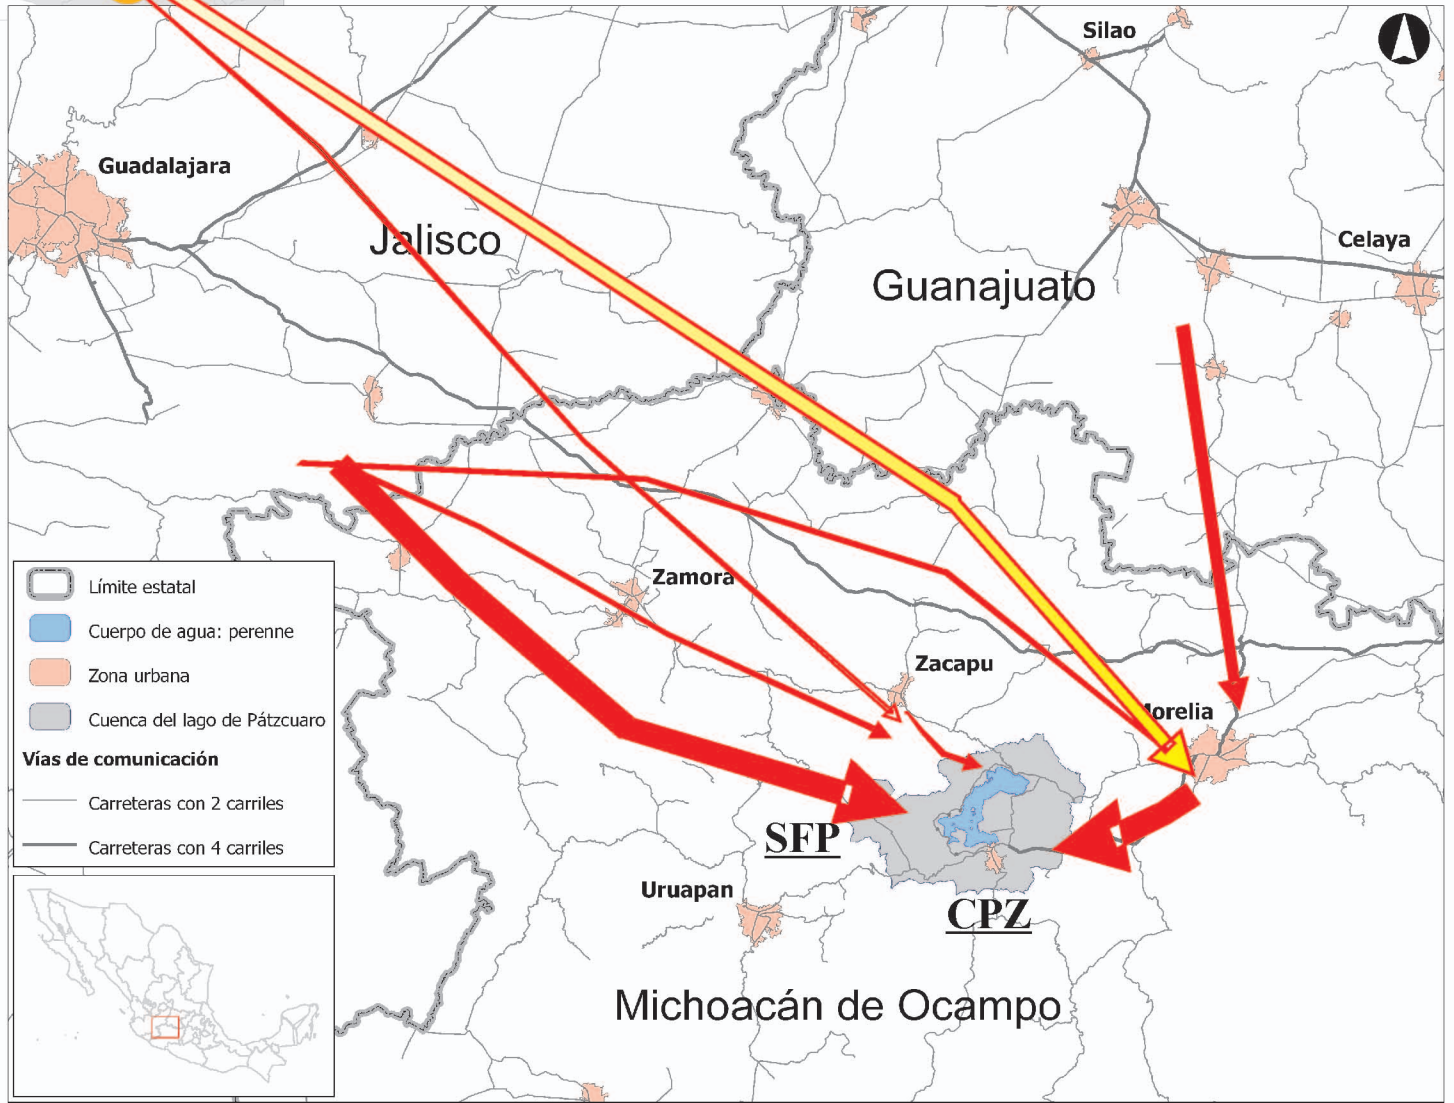 Silao
Guadalajara
Jalisco
Celaya
Guanajuato
Zamora
Zacapu
Morelia
SFP
Uruapan
CPZ
Michoacán de Ocampo
Límite estatal
Cuerpo de agua: perenne
Zona urbana
Cuenca del lago de Pátzcuaro
Vías de comunicación
Carreteras con 2 carriles
Carreteras con 4 carriles